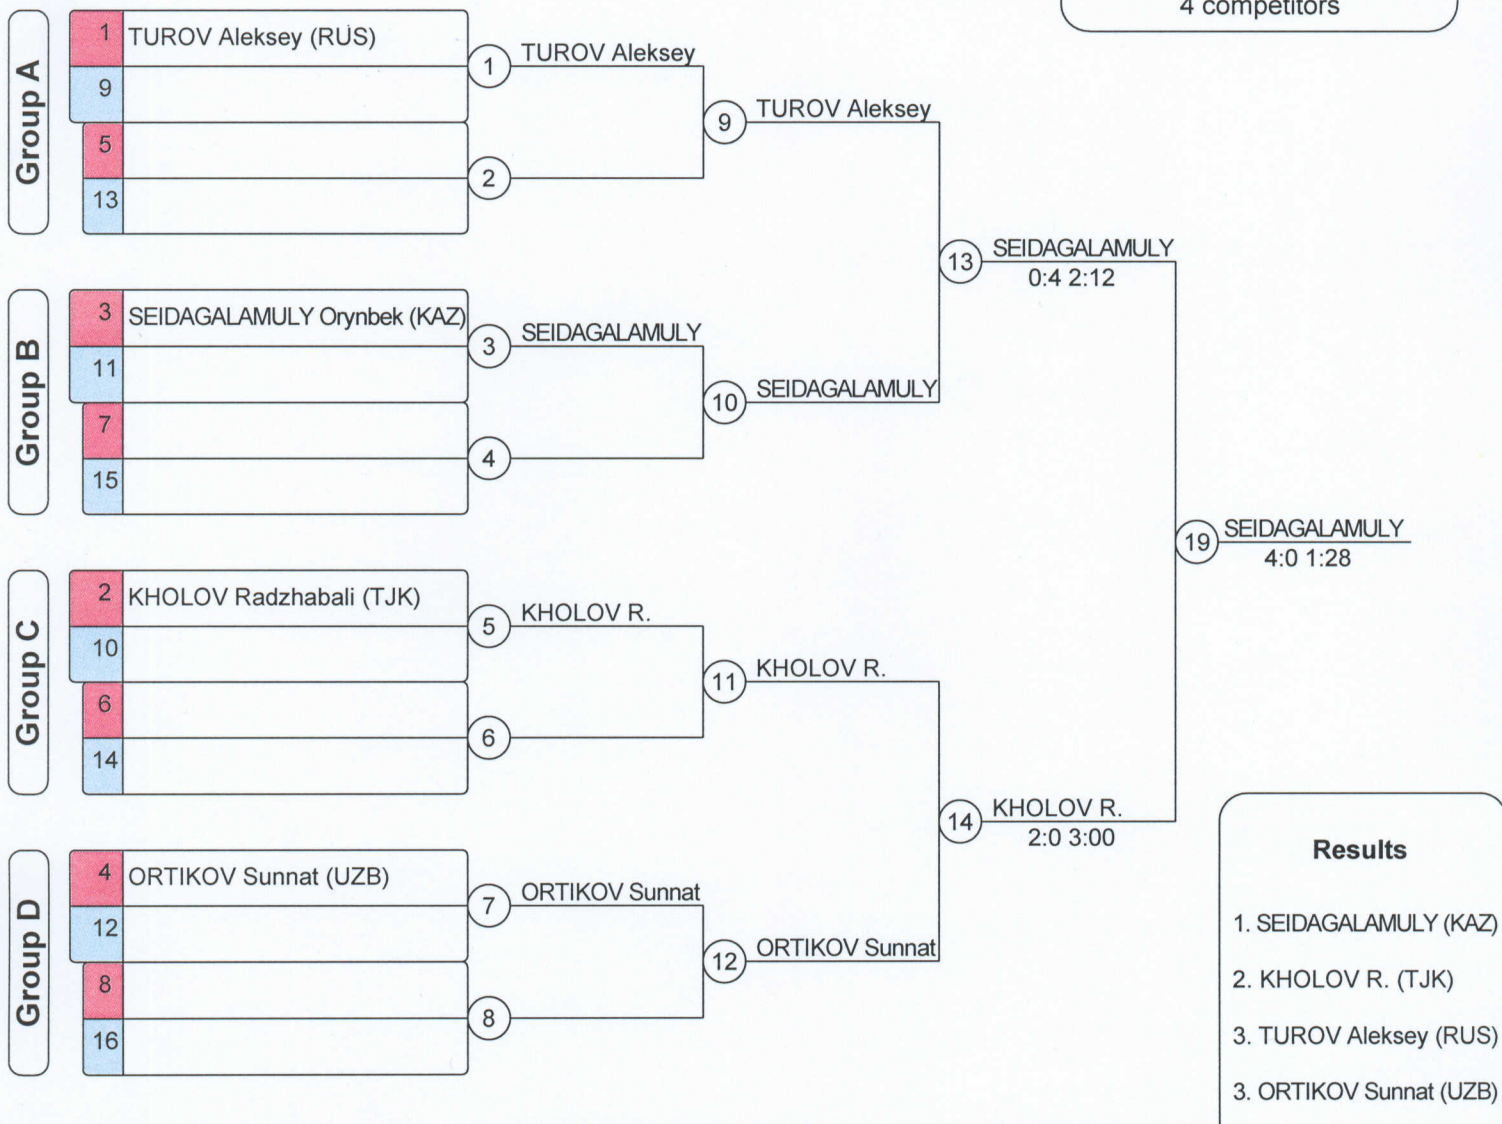 4 competitors
Group A
1 TUROV Aleksey (RUS)
9
5
13
1 TUROV Aleksey
2
9 TUROV Aleksey
Group B
3 SEIDAGALAMULY Orynbek (KAZ)
11
7
15
3 SEIDAGALAMULY
4
10 SEIDAGALAMULY
13 SEIDAGALAMULY
0:4 2:12
Group C
2 KHOLOV Radzhabali (TJK)
10
6
14
5 KHOLOV R.
6
11 KHOLOV R.
Group D
4 ORTIKOV Sunnat (UZB)
12
8
16
7 ORTIKOV Sunnat
8
12 ORTIKOV Sunnat
14 KHOLOV R.
2:0 3:00
19 SEIDAGALAMULY
4:0 1:28
Results
1. SEIDAGALAMULY (KAZ)
2. KHOLOV R. (TJK)
3. TUROV Aleksey (RUS)
3. ORTIKOV Sunnat (UZB)